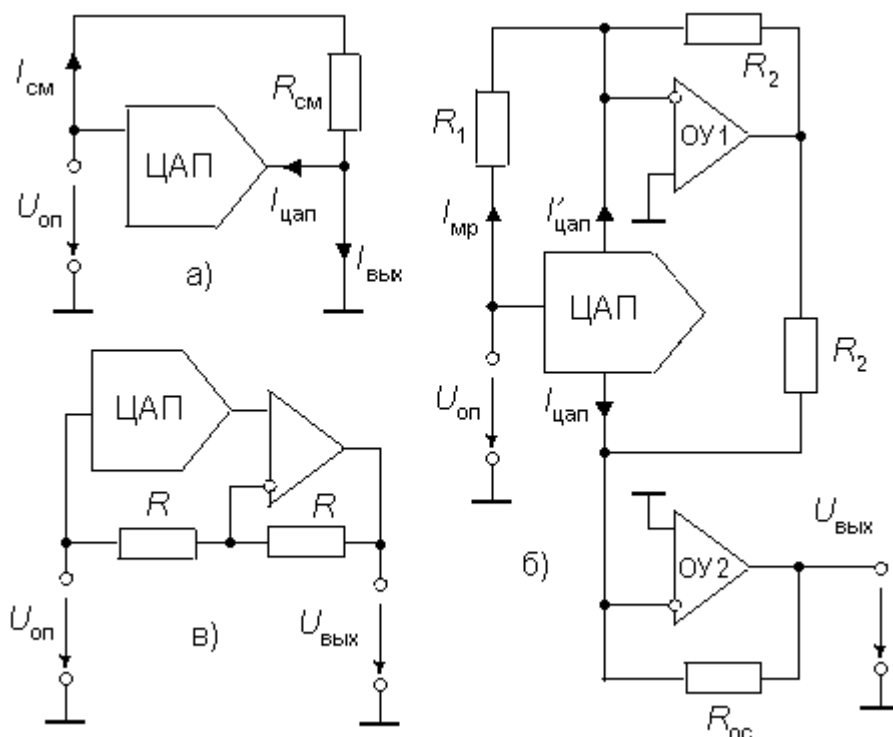 Iсм
Rсм
ЦАП
Iцап
Uоп
Iвых
а)
R2
R1
ОУ1
Iмр
I′цап
ЦАП
R2
Uоп
Iцап
ЦАП
R
R
Uоп
Uвых
в)
б)
ОУ2
Uвых
Rос